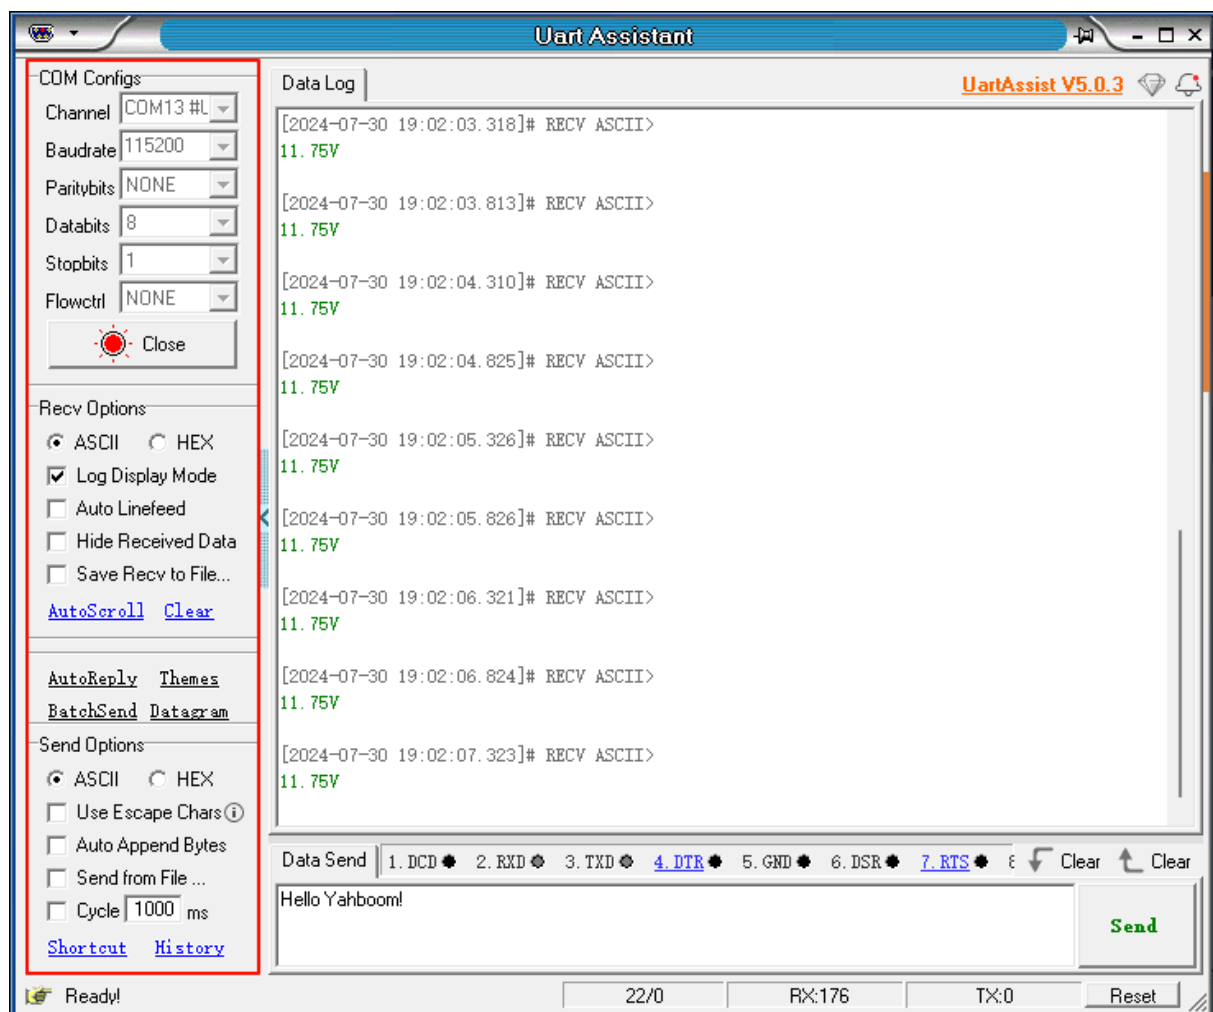 Uart Assistant
COM Configs
Channel COM13 #L
Baudrate 115200
Paritybits NONE
Databits 8
Stopbits 1
Flowctrl NONE
Close
Recv Options
ASCII HEX
Log Display Mode
Auto Linefeed
Hide Received Data
Save Recv to File...
AutoScroll Clear
AutoReply Themes
BatchSend Datagram
Send Options
ASCII HEX
Use Escape Chars
Auto Append Bytes
Send from File ...
Cycle 1000 ms
Shortcut History
Data Log UartAssist V5.0.3
[2024-07-30 19:02:03.318]# RECV ASCII>
11.75V
[2024-07-30 19:02:03.813]# RECV ASCII>
11.75V
[2024-07-30 19:02:04.310]# RECV ASCII>
11.75V
[2024-07-30 19:02:04.825]# RECV ASCII>
11.75V
[2024-07-30 19:02:05.326]# RECV ASCII>
11.75V
[2024-07-30 19:02:05.826]# RECV ASCII>
11.75V
[2024-07-30 19:02:06.321]# RECV ASCII>
11.75V
[2024-07-30 19:02:06.824]# RECV ASCII>
11.75V
[2024-07-30 19:02:07.323]# RECV ASCII>
11.75V
Data Send 1. DCD 2. RXD 3. TXD 4. DTR 5. GND 6. DSR 7. RTS Clear Clear
Hello Yahboom!
Send
Ready! 22/0 RX:176 TX:0 Reset